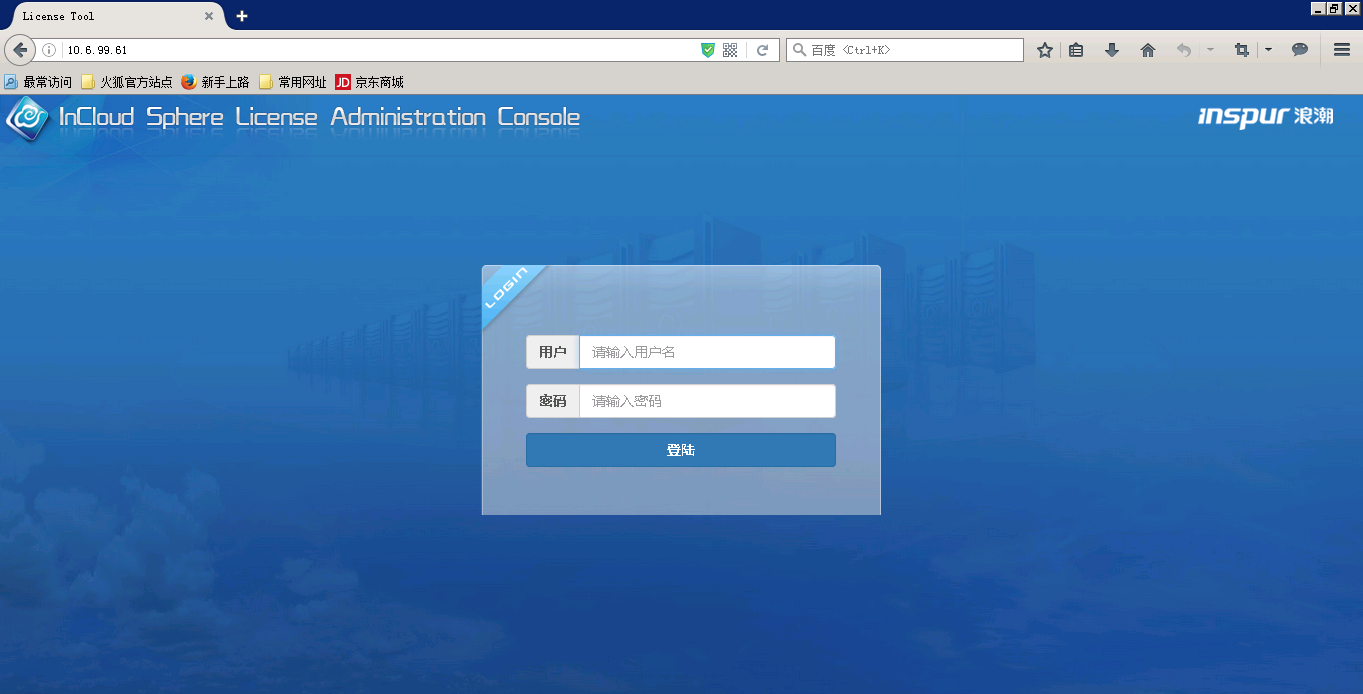 License Tool
10.6.99.61
百度 <Ctrl+K>
最常访问 火狐官方站点 新手上路 常用网址 JD 京东商城
InCloud Sphere License Administration Console
inspur 浪潮
LOGIN
用户 请输入用户名
密码 请输入密码
登陆